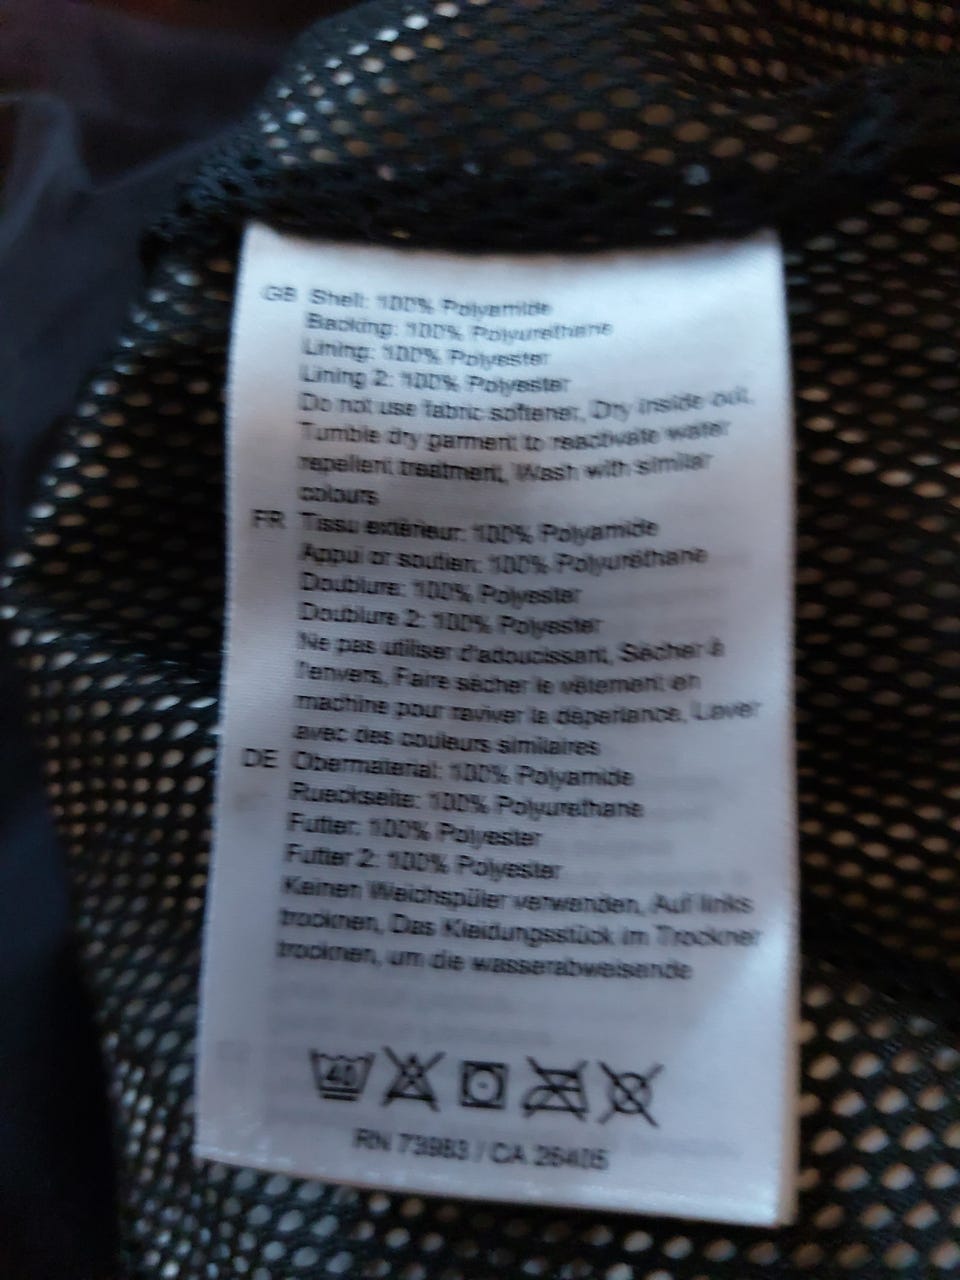 GB Shell: 100% Polyamide
Backing: 100% Polyurethane
Lining: 100% Polyester
Lining 2: 100% Polyester
Do not use fabric softener, Dry inside out,
Tumble dry garment to reactivate water
repellent treatment, Wash with similar
colours
FR Tissu extérieur: 100% Polyamide
Appui or soutien: 100% Polyuréthane
Doublure: 100% Polyester
Doublure 2: 100% Polyester
Ne pas utiliser d'adoucissant, Sécher à
l'envers, Faire sécher le vêtement en
machine pour raviver la déperlance, Laver
avec des couleurs similaires
DE Obermaterial: 100% Polyamide
Rueckseite: 100% Polyurethane
Futter: 100% Polyester
Futter 2: 100% Polyester
Keinen Weichspüler verwenden, Auf links
trocknen, Das Kleidungsstück im Trockner
trocknen, um die wasserabweisende
40
RN 73983 / CA 26405